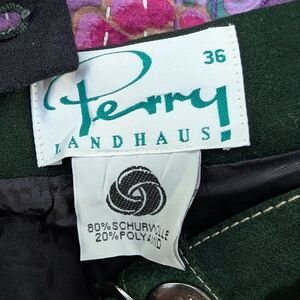 36
Perry
LANDHAUS!
80% SCHURWOLLE
20% POLYAMID